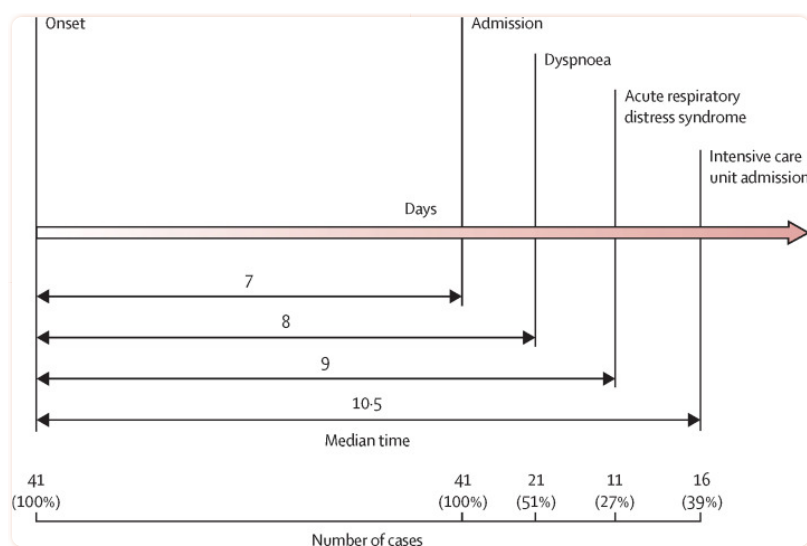 Onset
Admission
Dyspnoea
Acute respiratory
distress syndrome
Intensive care
unit admission
Days
7
8
9
10·5
Median time
41
(100%)
41
(100%)
21
(51%)
11
(27%)
16
(39%)
Number of cases